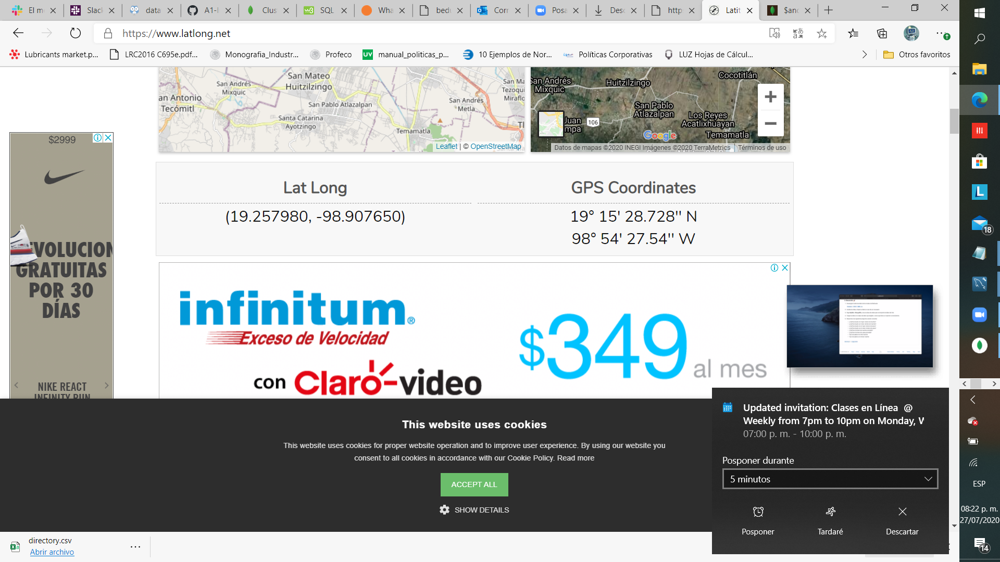 El m
Slac
data
A1-
Clus
SQL
Wha
bedu
Corr
Posa
Desc
http
Latit
$anc
https://www.latlong.net
Lubricants market.p...
LRC2016 C695e.pdf...
Monografia_Industr...
Profeco
UV
manual_politicas_p...
10 Ejemplos de Nor...
Políticas Corporativas
LUZ Hojas de Cálcul...
Otros favoritos
San Mateo
Huitzilzingo
San Andrés
Mixquic
an Antonio
Tecómitl
San Pablo Atlazalpan
Santa Catarina
Ayotzingo
San Andrés
Metla
San Ma
Tezoqui
Miraflo
Temamatla
Tl
Leaflet | © OpenStreetMap
San Andrés
Mixquic
Huitzilzingo
Cocotitlán
San Pablo
Atlazalpan
Los Reyes
Acatlixhuayan
Temamatla
Juan
mpa
106
Google
Datos de mapas ©2020 INEGI Imágenes ©2020 TerraMetrics
Términos de uso
Lat Long
(19.257980, -98.907650)
GPS Coordinates
19° 15' 28.728'' N
98° 54' 27.54'' W
$2999
EVOLUCION
GRATUITAS
POR 30
DÍAS
NIKE REACT
INFINITY RUN
infinitum®
Exceso de Velocidad
con Claro-video
$349 al mes
This website uses cookies
This website uses cookies for proper website operation and to improve user experience. By using our website you
consent to all cookies in accordance with our Cookie Policy. Read more
ACCEPT ALL
SHOW DETAILS
Updated invitation: Clases en Línea @
Weekly from 7pm to 10pm on Monday, W
07:00 p. m. - 10:00 p. m.
Posponer durante
5 minutos
Posponer
Tardaré
Descartar
directory.csv
Abrir archivo
18
ESP
08:22 p. m.
27/07/2020
14